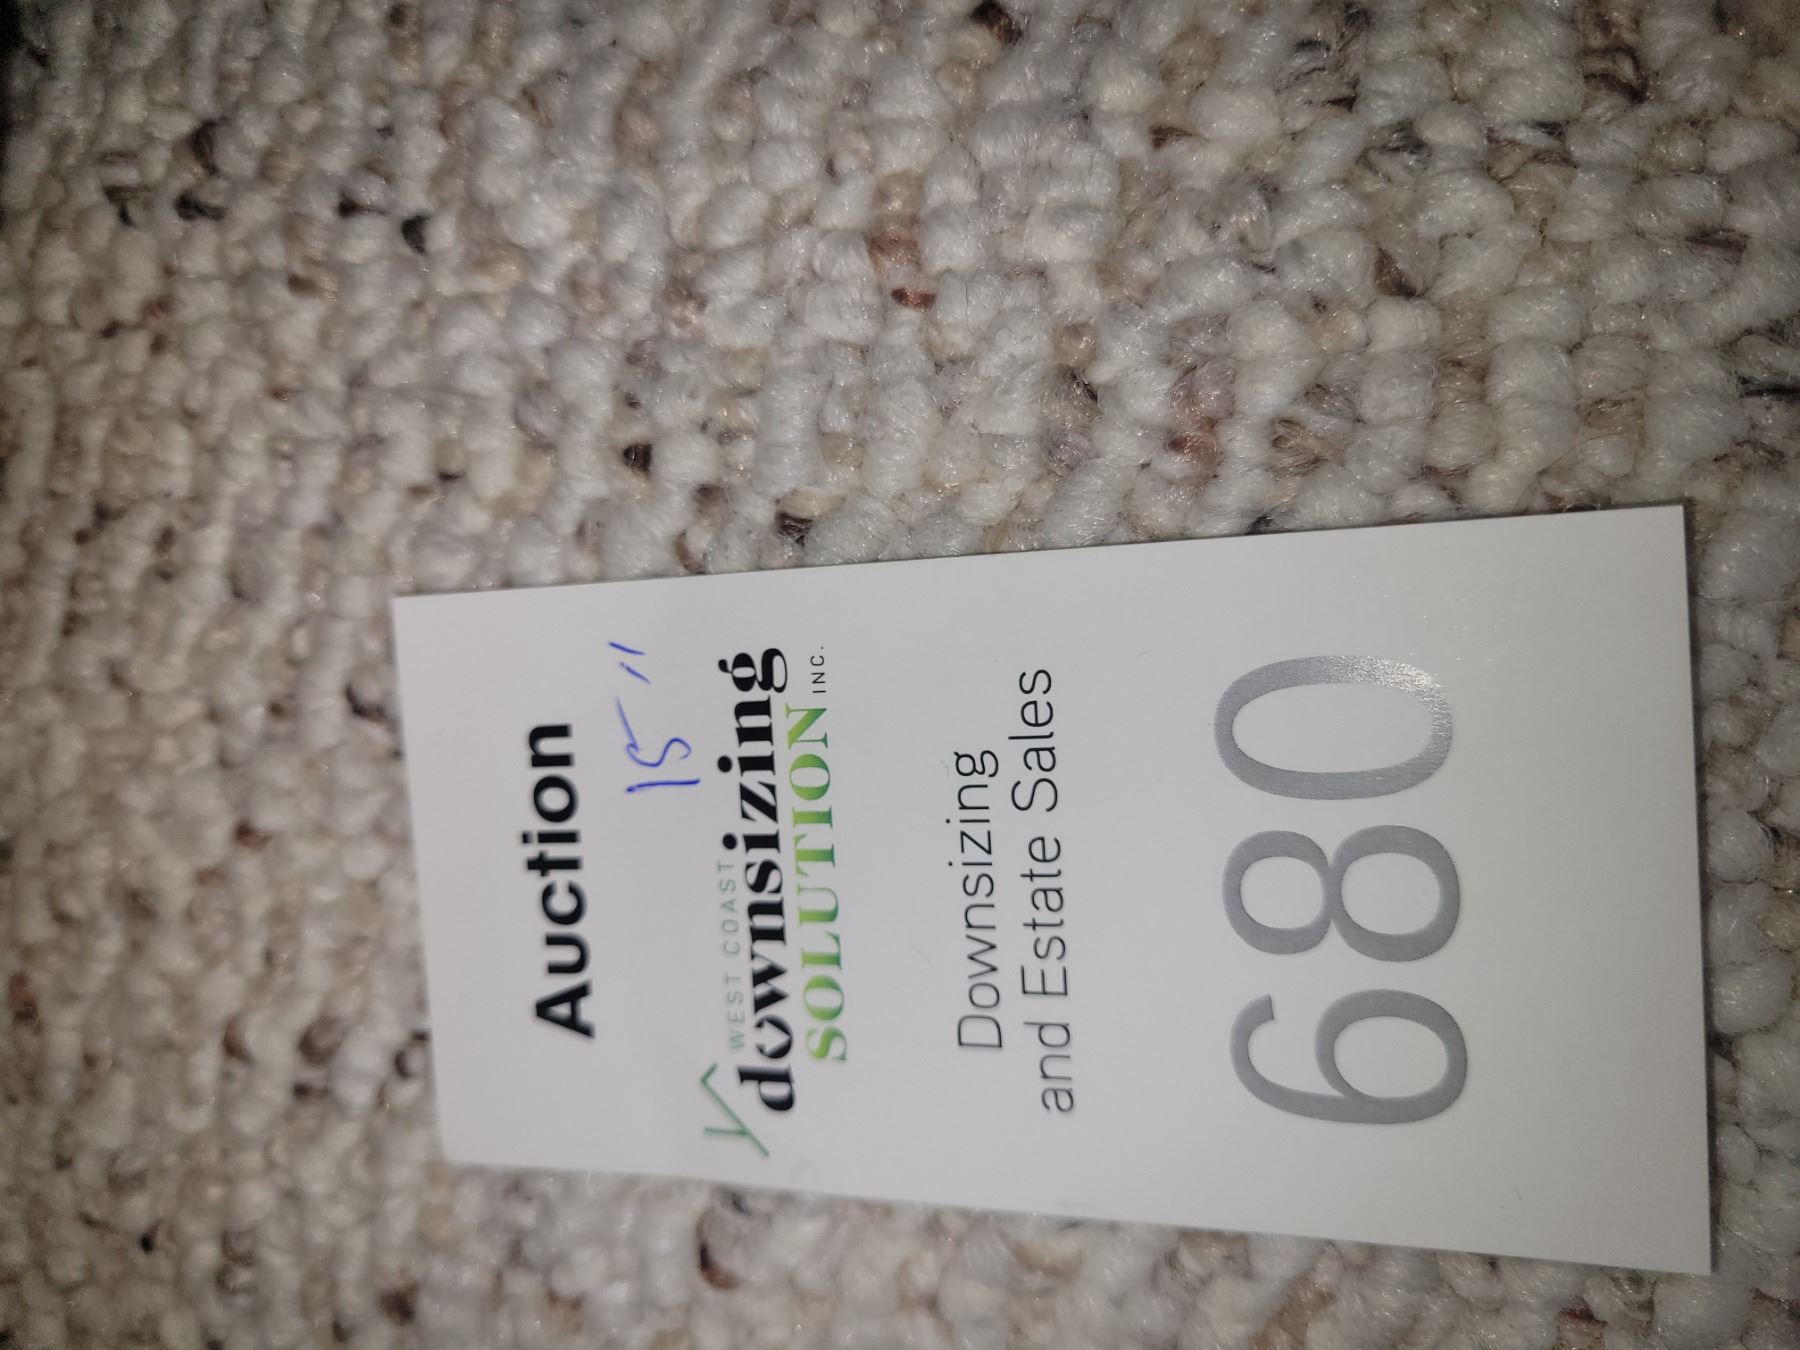 Auction
15"
WEST COAST
downsizing
SOLUTION INC.
Downsizing
and Estate Sales
680